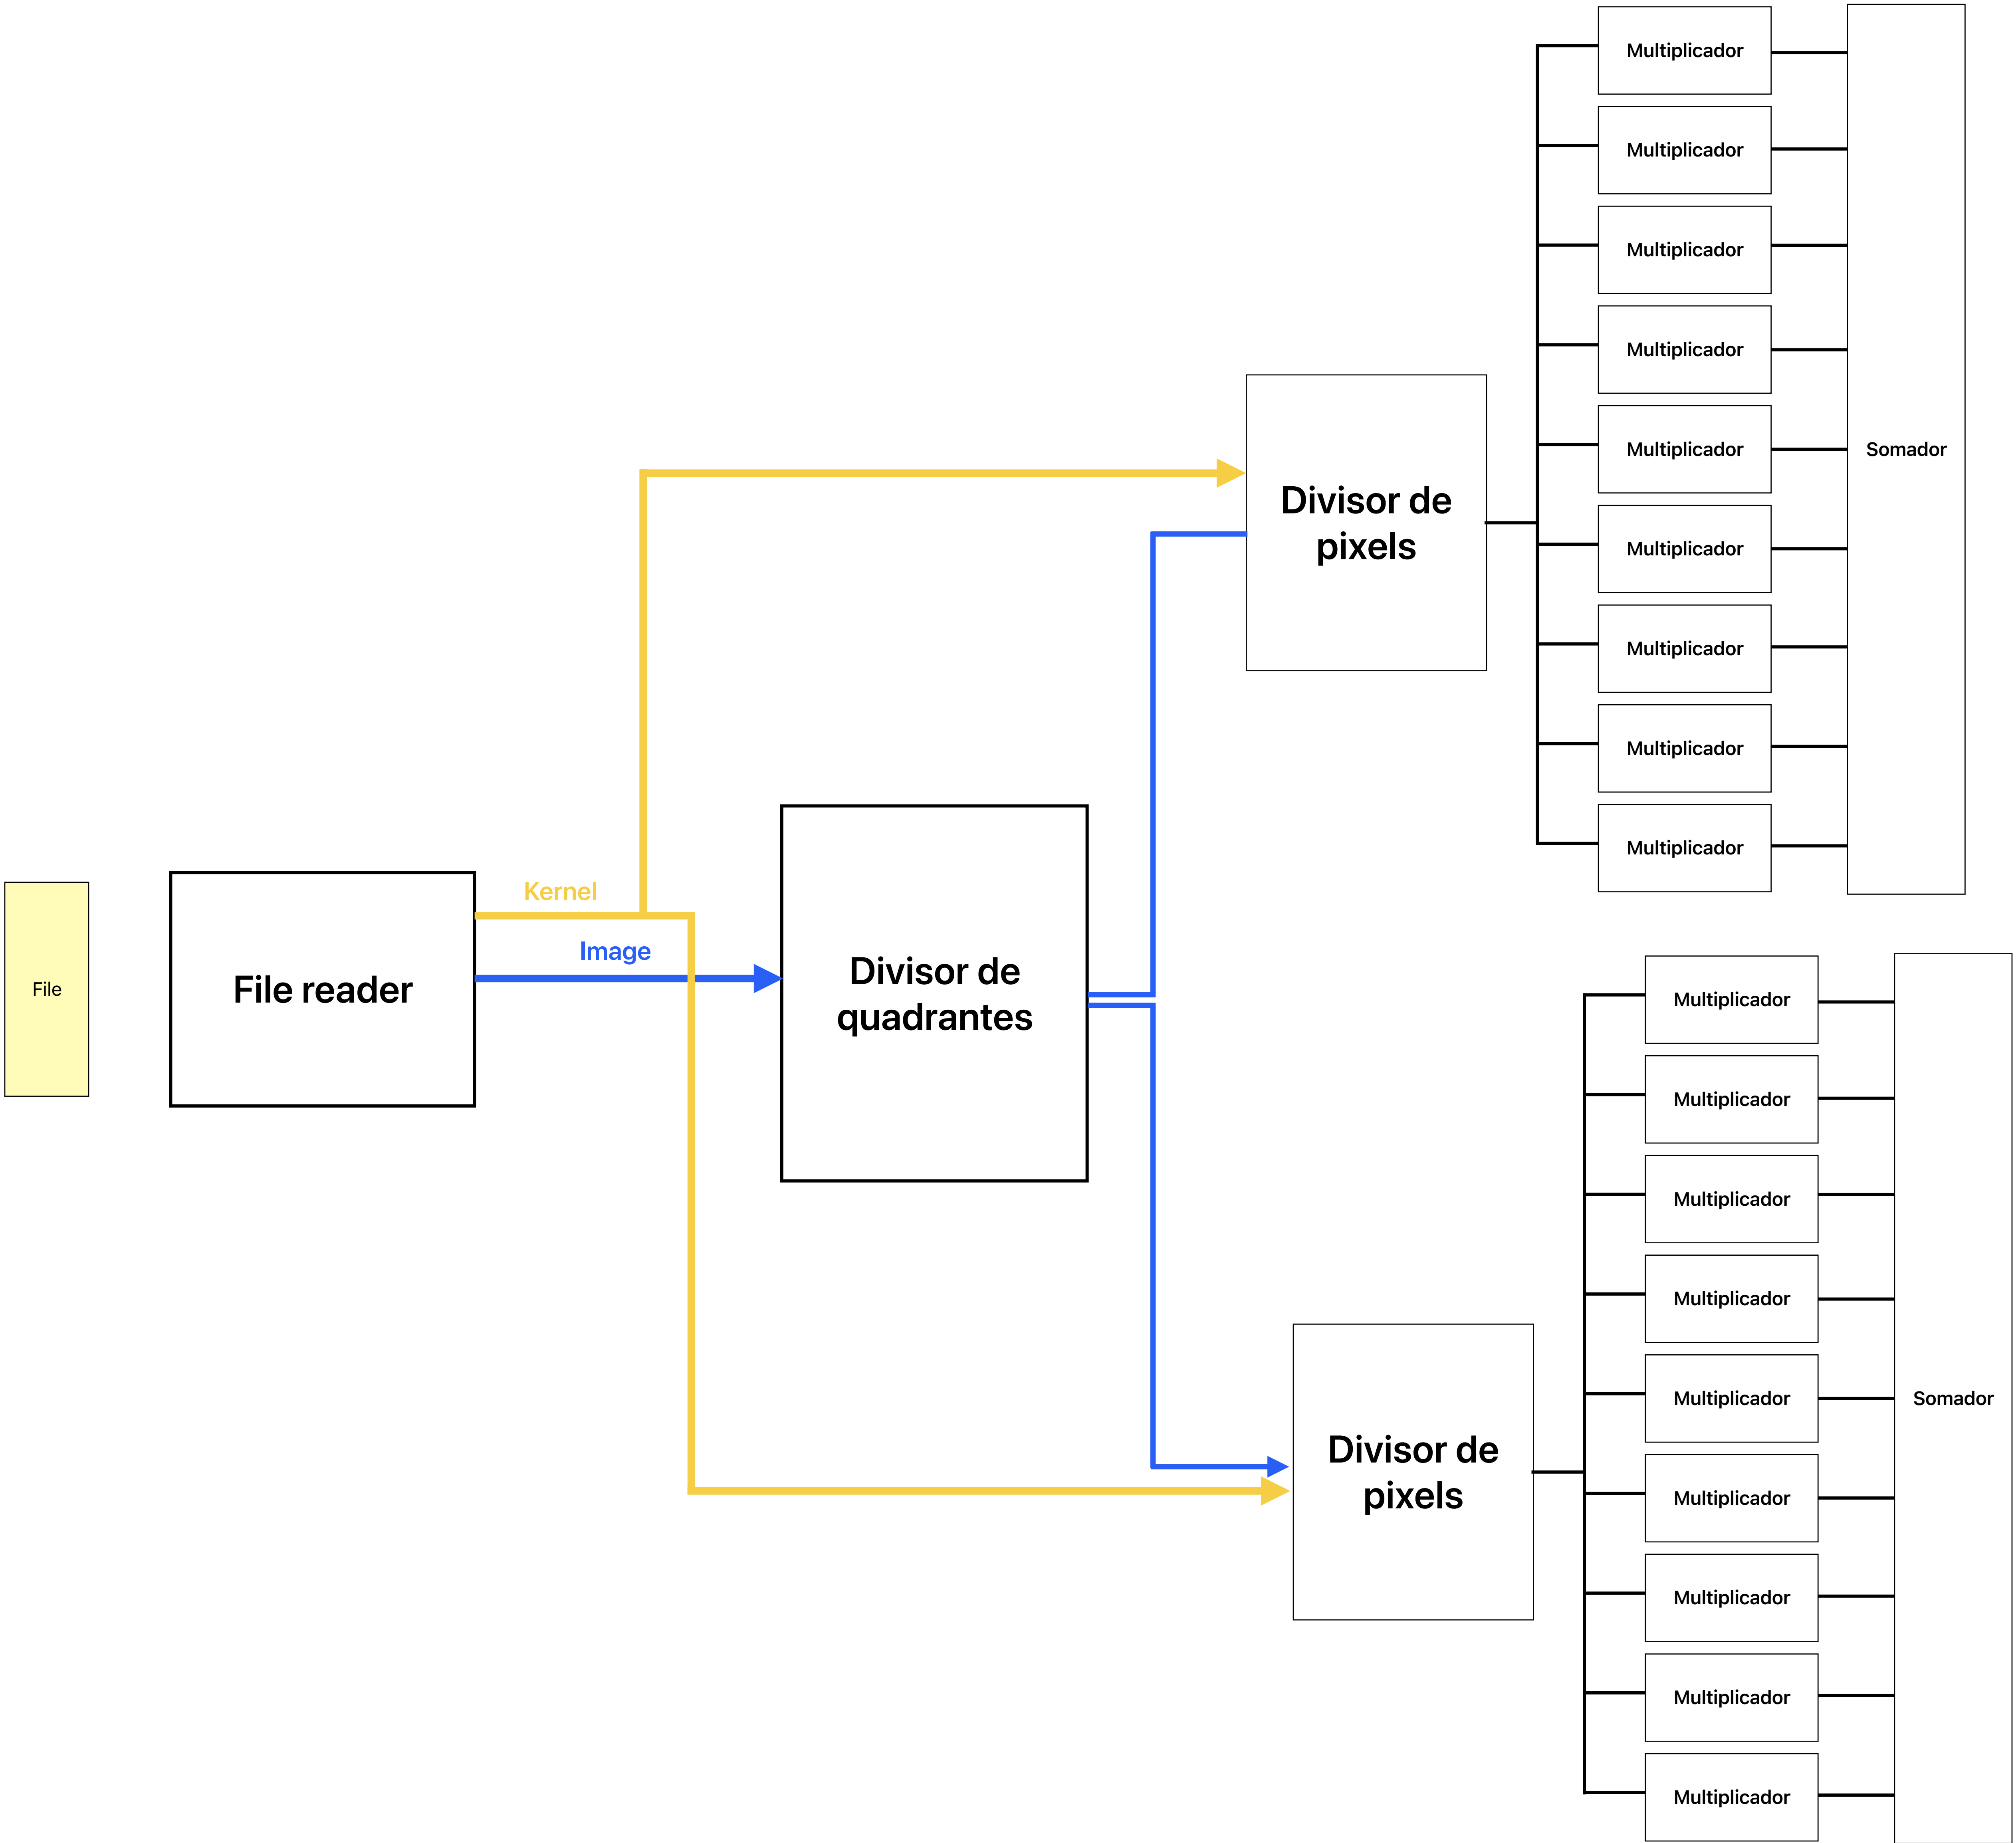 File
File reader
Kernel
Image
Divisor de
quadrantes
Divisor de
pixels
Multiplicador
Multiplicador
Multiplicador
Multiplicador
Multiplicador
Multiplicador
Multiplicador
Multiplicador
Multiplicador
Somador
Divisor de
pixels
Multiplicador
Multiplicador
Multiplicador
Multiplicador
Multiplicador
Multiplicador
Multiplicador
Multiplicador
Multiplicador
Somador